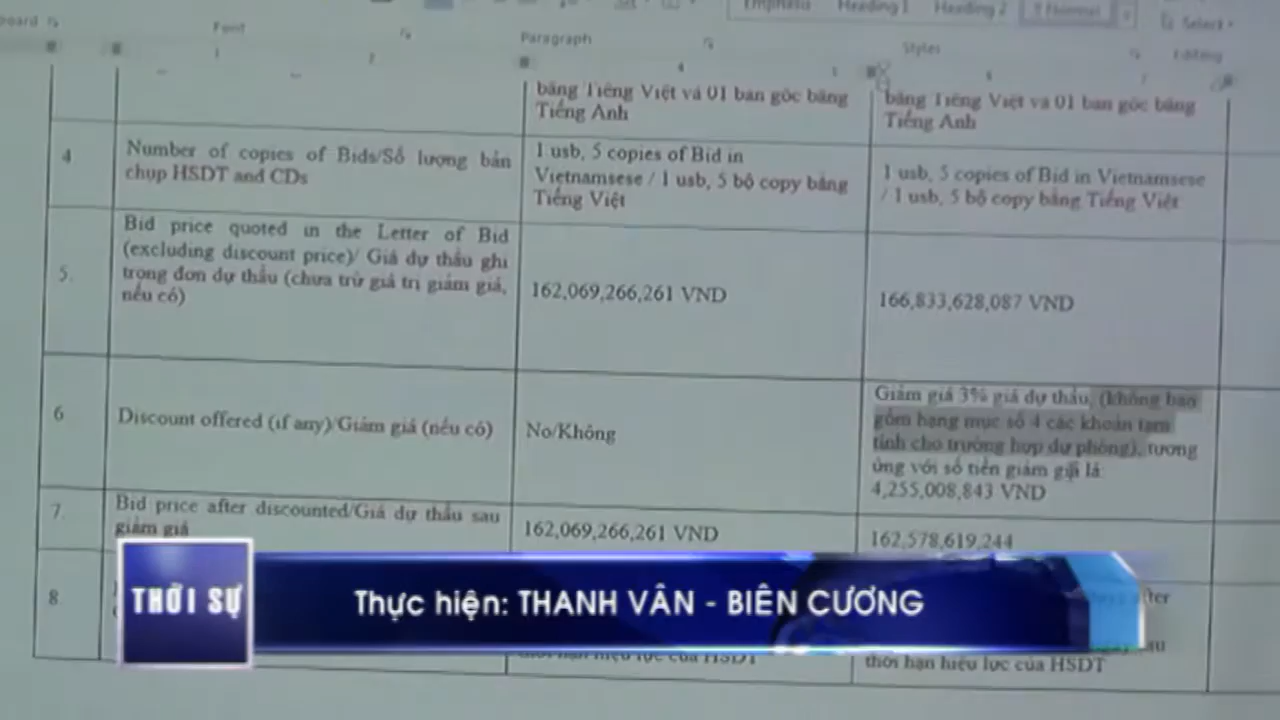 Font
Paragraph
Styles
Editing
Emphasis
Heading 1
Heading 2
Select
bằng Tiếng Việt và 01 bản gốc bằng
Tiếng Anh
bằng Tiếng Việt và 01 bản gốc bằng
Tiếng Anh
4
Number of copies of Bids/Số lượng bản
chụp HSDT and CDs
1 usb, 5 copies of Bid in
Vietnamsese / 1 usb, 5 bộ copy bằng
Tiếng Việt
1 usb, 5 copies of Bid in Vietnamsese
/ 1 usb, 5 bộ copy bằng Tiếng Việt
5.
Bid price quoted in the Letter of Bid
(excluding discount price)/ Giá dự thầu ghi
trong đơn dự thầu (chưa trừ giá trị giảm giá,
nếu có)
162,069,266,261 VND
166,833,628,087 VND
6
Discount offered (if any)/Giảm giá (nếu có)
No/Không
Giảm giá 3% giá dự thầu, (không bao
gồm hạng mục số 4 các khoản tạm
tính cho trường hợp dự phòng), tương
ứng với số tiền giảm giá là:
4,255,008,843 VND
7.
Bid price after discounted/Giá dự thầu sau
giảm giá
162,069,266,261 VND
162,578,619,244
8
thời hạn hiệu lực của HSDT
thời hạn hiệu lực của HSDT
THỜI SỰ
Thực hiện: THANH VÂN - BIÊN CƯƠNG